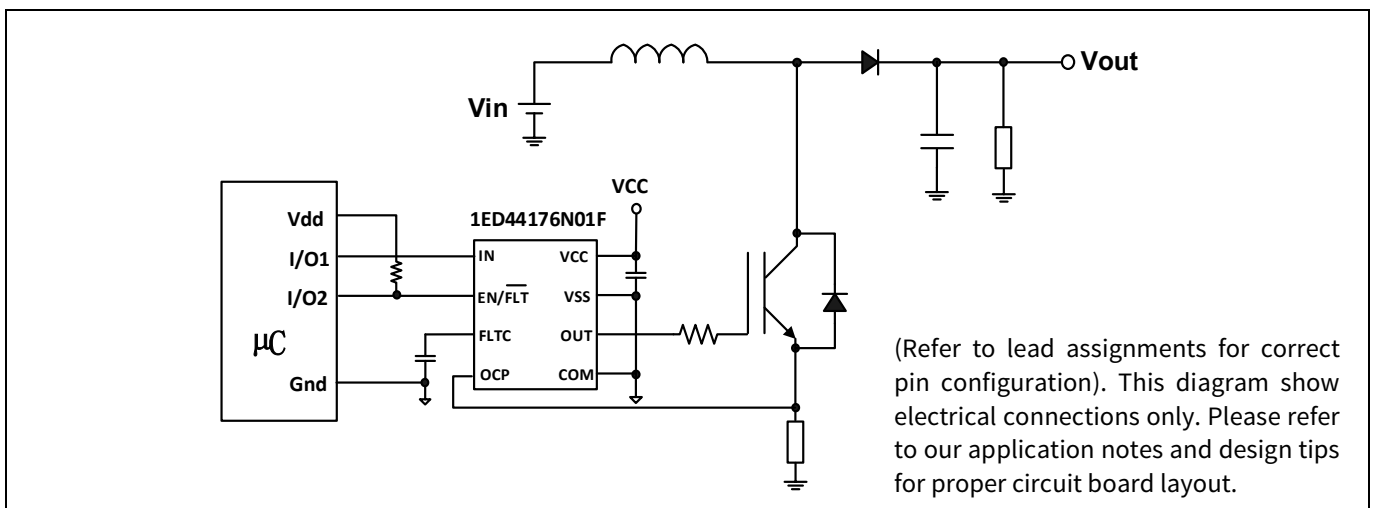 Vin
Vout
VCC
1ED44176N01F
Vdd
I/O1
I/O2
μC
Gnd
IN
EN/FLT
FLTC
OCP
VCC
VSS
OUT
COM
(Refer to lead assignments for correct
pin configuration). This diagram show
electrical connections only. Please refer
to our application notes and design tips
for proper circuit board layout.